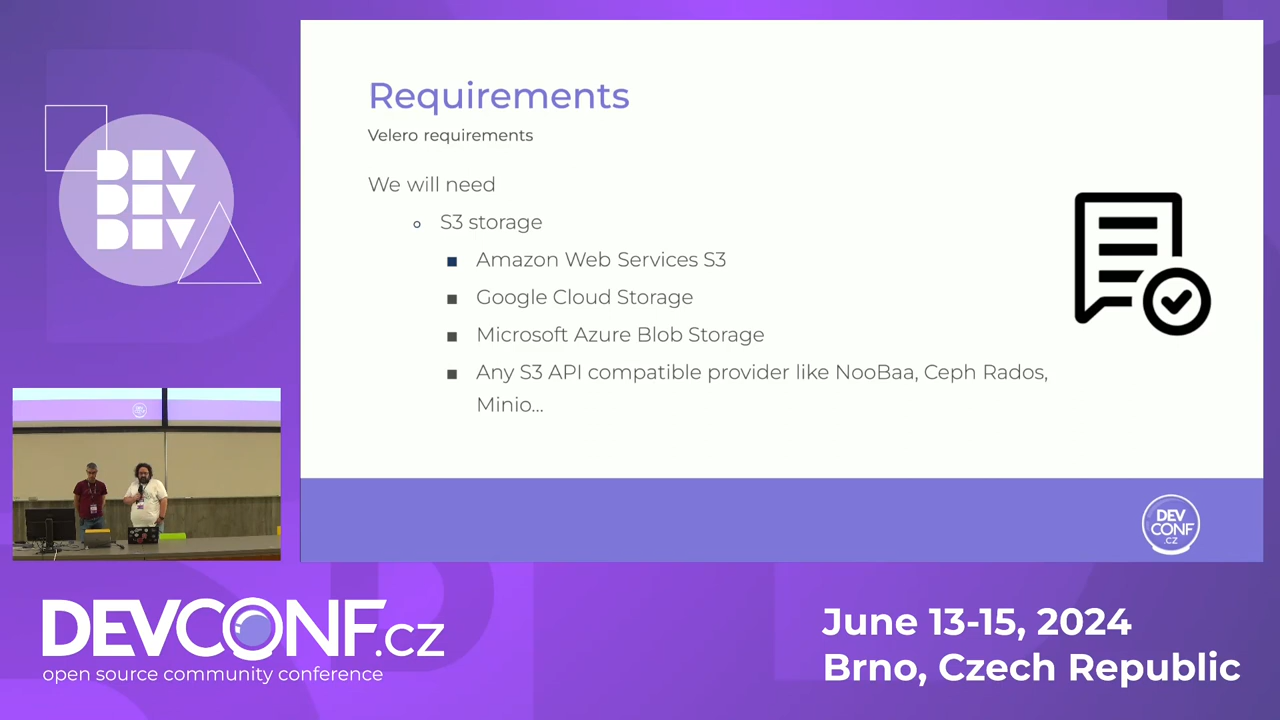 DEV
DEV
DEV
Requirements
Velero requirements
We will need
S3 storage
Amazon Web Services S3
Google Cloud Storage
Microsoft Azure Blob Storage
Any S3 API compatible provider like NooBaa, Ceph Rados,
Minio...
DEV
CONF
.CZ
DEVCONF.cz
open source community conference
June 13-15, 2024
Brno, Czech Republic